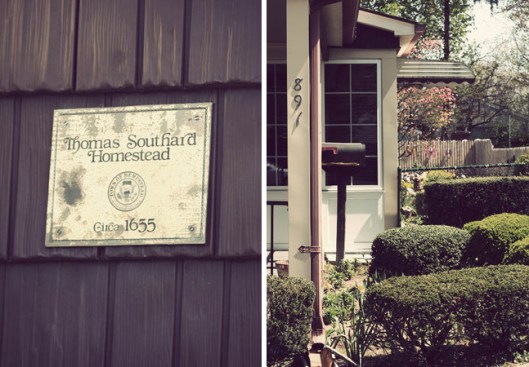 Thomas Southard
Homestead
Circa 1655
891